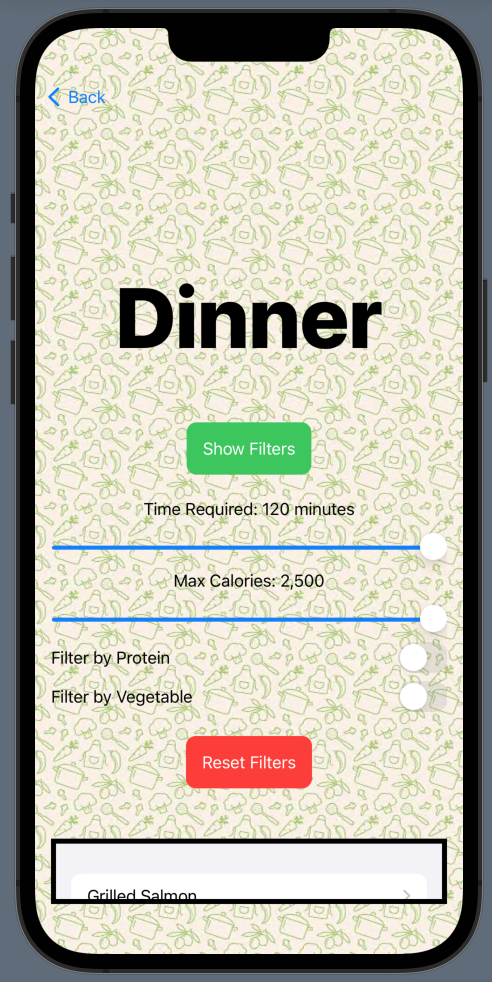 Back
Dinner
Show Filters
Time Required: 120 minutes
Max Calories: 2,500
Filter by Protein
Filter by Vegetable
Reset Filters
Grilled Salmon